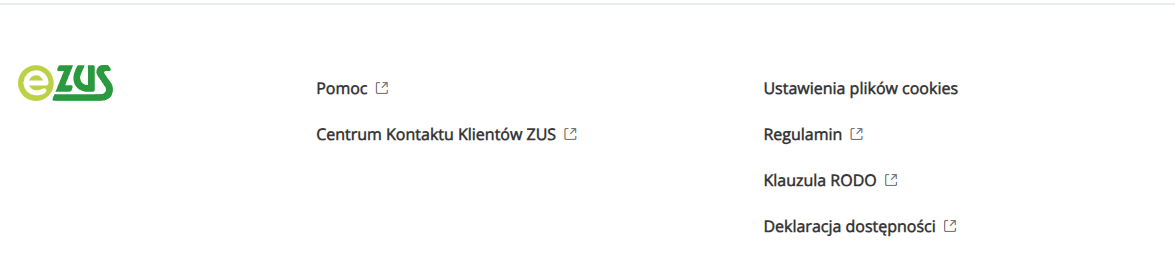 eZUS
Pomoc
Centrum Kontaktu Klientów ZUS
Ustawienia plików cookies
Regulamin
Klauzula RODO
Deklaracja dostępności